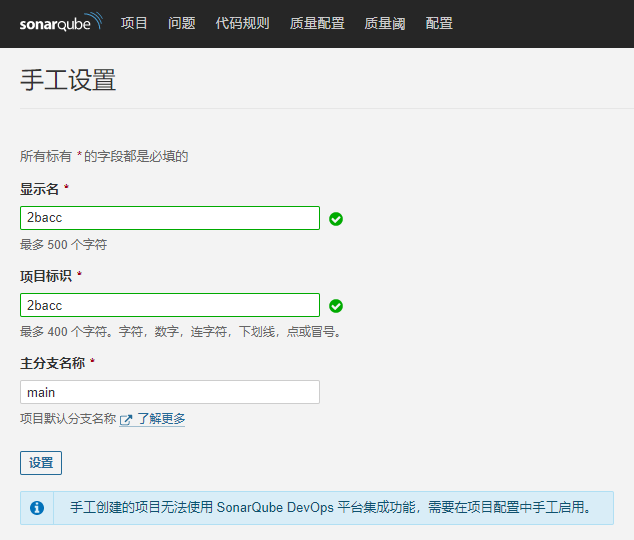 sonarqube 项目 问题 代码规则 质量配置 质量阈 配置
手工设置
所有标有 * 的字段都是必填的
显示名 *
2bacc
最多 500 个字符
项目标识 *
2bacc
最多 400 个字符。字符，数字，连字符，下划线，点或冒号。
主分支名称 *
main
项目默认分支名称 了解更多
设置
手工创建的项目无法使用 SonarQube DevOps 平台集成功能，需要在项目配置中手工启用。